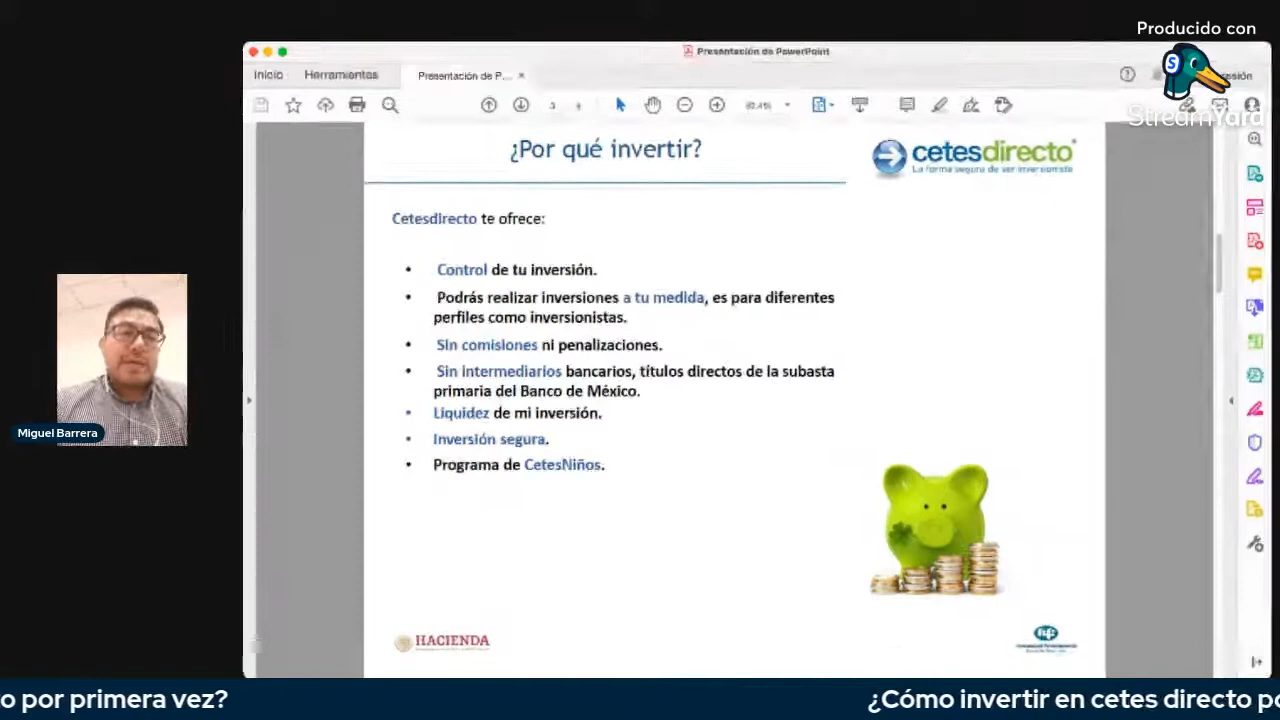 Producido con
StreamYard
Presentación de PowerPoint
Inicio
Herramientas
Presentación de P...
3
¿Por qué invertir?
cetesdirecto
La forma segura de ser inversionista
Cetesdirecto te ofrece:
• Control de tu inversión.
• Podrás realizar inversiones a tu medida, es para diferentes
perfiles como inversionistas.
• Sin comisiones ni penalizaciones.
• Sin intermediarios bancarios, títulos directos de la subasta
primaria del Banco de México.
• Liquidez de mi inversión.
• Inversión segura.
• Programa de CetesNiños.
Miguel Barrera
HACIENDA
o por primera vez?
¿Cómo invertir en cetes directo po